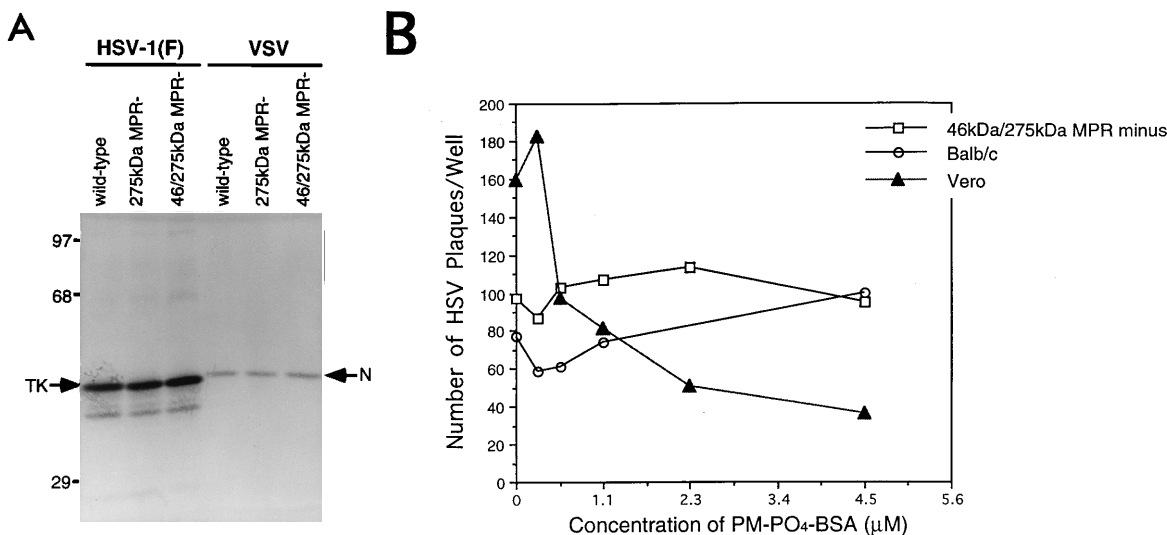 A
HSV-1(F)
VSV
wild-type
275kDa MPR-
46/275kDa MPR-
wild-type
275kDa MPR-
46/275kDa MPR-
97
68
TK
N
29
B
46kDa/275kDa MPR minus
Balb/c
Vero
Number of HSV Plaques/Well
200
180
160
140
120
100
80
60
40
20
0
0
1.1
2.3
3.4
4.5
5.6
Concentration of PM-PO₄-BSA (µM)